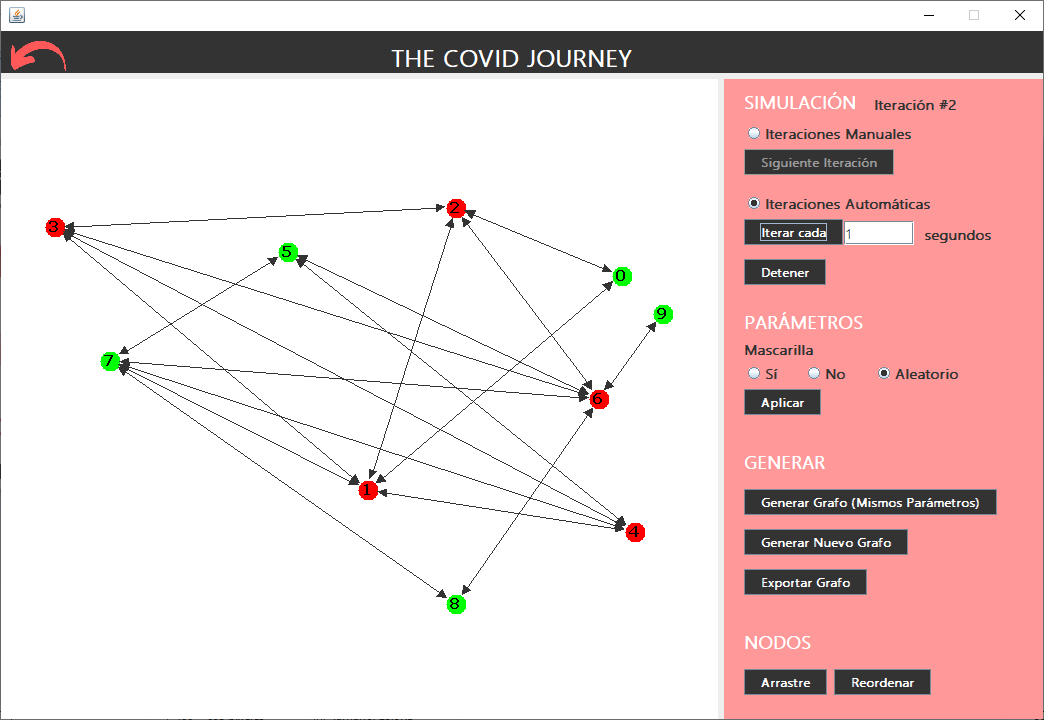 THE COVID JOURNEY
SIMULACIÓN Iteración #2
Iteraciones Manuales
Siguiente Iteración
Iteraciones Automáticas
Iterar cada 1 segundos
Detener
PARÁMETROS
Mascarilla
Sí No Aleatorio
Aplicar
GENERAR
Generar Grafo (Mismos Parámetros)
Generar Nuevo Grafo
Exportar Grafo
NODOS
Arrastre Reordenar
2
3
5
0
9
7
6
1
4
8